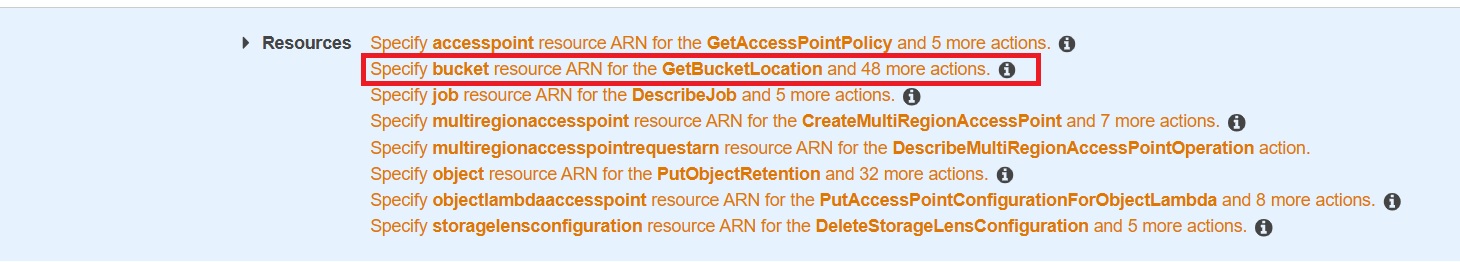 Resources Specify accesspoint resource ARN for the GetAccessPointPolicy and 5 more actions.
Specify bucket resource ARN for the GetBucketLocation and 48 more actions.
Specify job resource ARN for the DescribeJob and 5 more actions.
Specify multiregionaccesspoint resource ARN for the CreateMultiRegionAccessPoint and 7 more actions.
Specify multiregionaccesspointrequestarn resource ARN for the DescribeMultiRegionAccessPointOperation action.
Specify object resource ARN for the PutObjectRetention and 32 more actions.
Specify objectlambdaaccesspoint resource ARN for the PutAccessPointConfigurationForObjectLambda and 8 more actions.
Specify storagelensconfiguration resource ARN for the DeleteStorageLensConfiguration and 5 more actions.